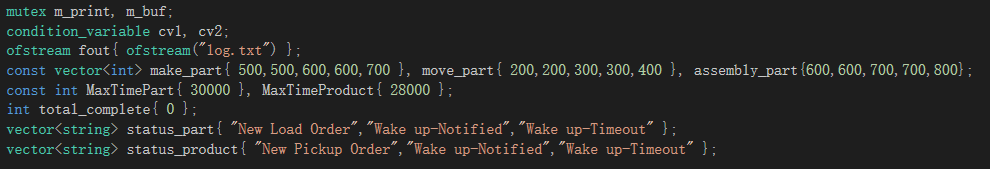 mutex m_print, m_buf;
condition_variable cv1, cv2;
ofstream fout{ ofstream("log.txt") };
const vector<int> make_part{ 500,500,600,600,700 }, move_part{ 200,200,300,300,400 }, assembly_part{600,600,700,700,800};
const int MaxTimePart{ 30000 }, MaxTimeProduct{ 28000 };
int total_complete{ 0 };
vector<string> status_part{ "New Load Order","Wake up-Notified","Wake up-Timeout" };
vector<string> status_product{ "New Pickup Order","Wake up-Notified","Wake up-Timeout" };